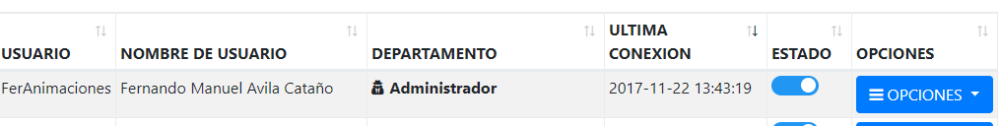 USUARIO NOMBRE DE USUARIO DEPARTAMENTO ULTIMA CONEXION ESTADO OPCIONES
FerAnimaciones Fernando Manuel Avila Cataño Administrador 2017-11-22 13:43:19 OPCIONES